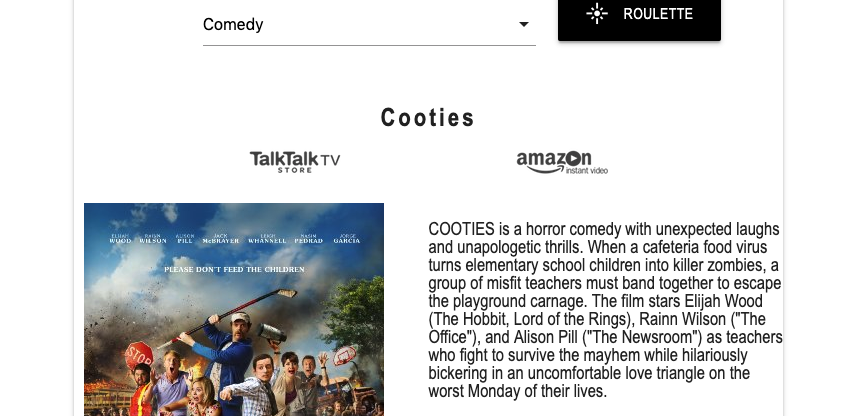 Comedy
ROULETTE
Cooties
TalkTalk TV
STORE
amazon
instant video
ELIJAH WOOD RAINN WILSON ALISON PILL JACK McBRAYER LEIGH WHANNELL NASIM PEDRAD JORGE GARCIA
PLEASE DON'T FEED THE CHILDREN
STOP
COOTIES is a horror comedy with unexpected laughs
and unapologetic thrills. When a cafeteria food virus
turns elementary school children into killer zombies, a
group of misfit teachers must band together to escape
the playground carnage. The film stars Elijah Wood
(The Hobbit, Lord of the Rings), Rainn Wilson ("The
Office"), and Alison Pill ("The Newsroom") as teachers
who fight to survive the mayhem while hilariously
bickering in an uncomfortable love triangle on the
worst Monday of their lives.